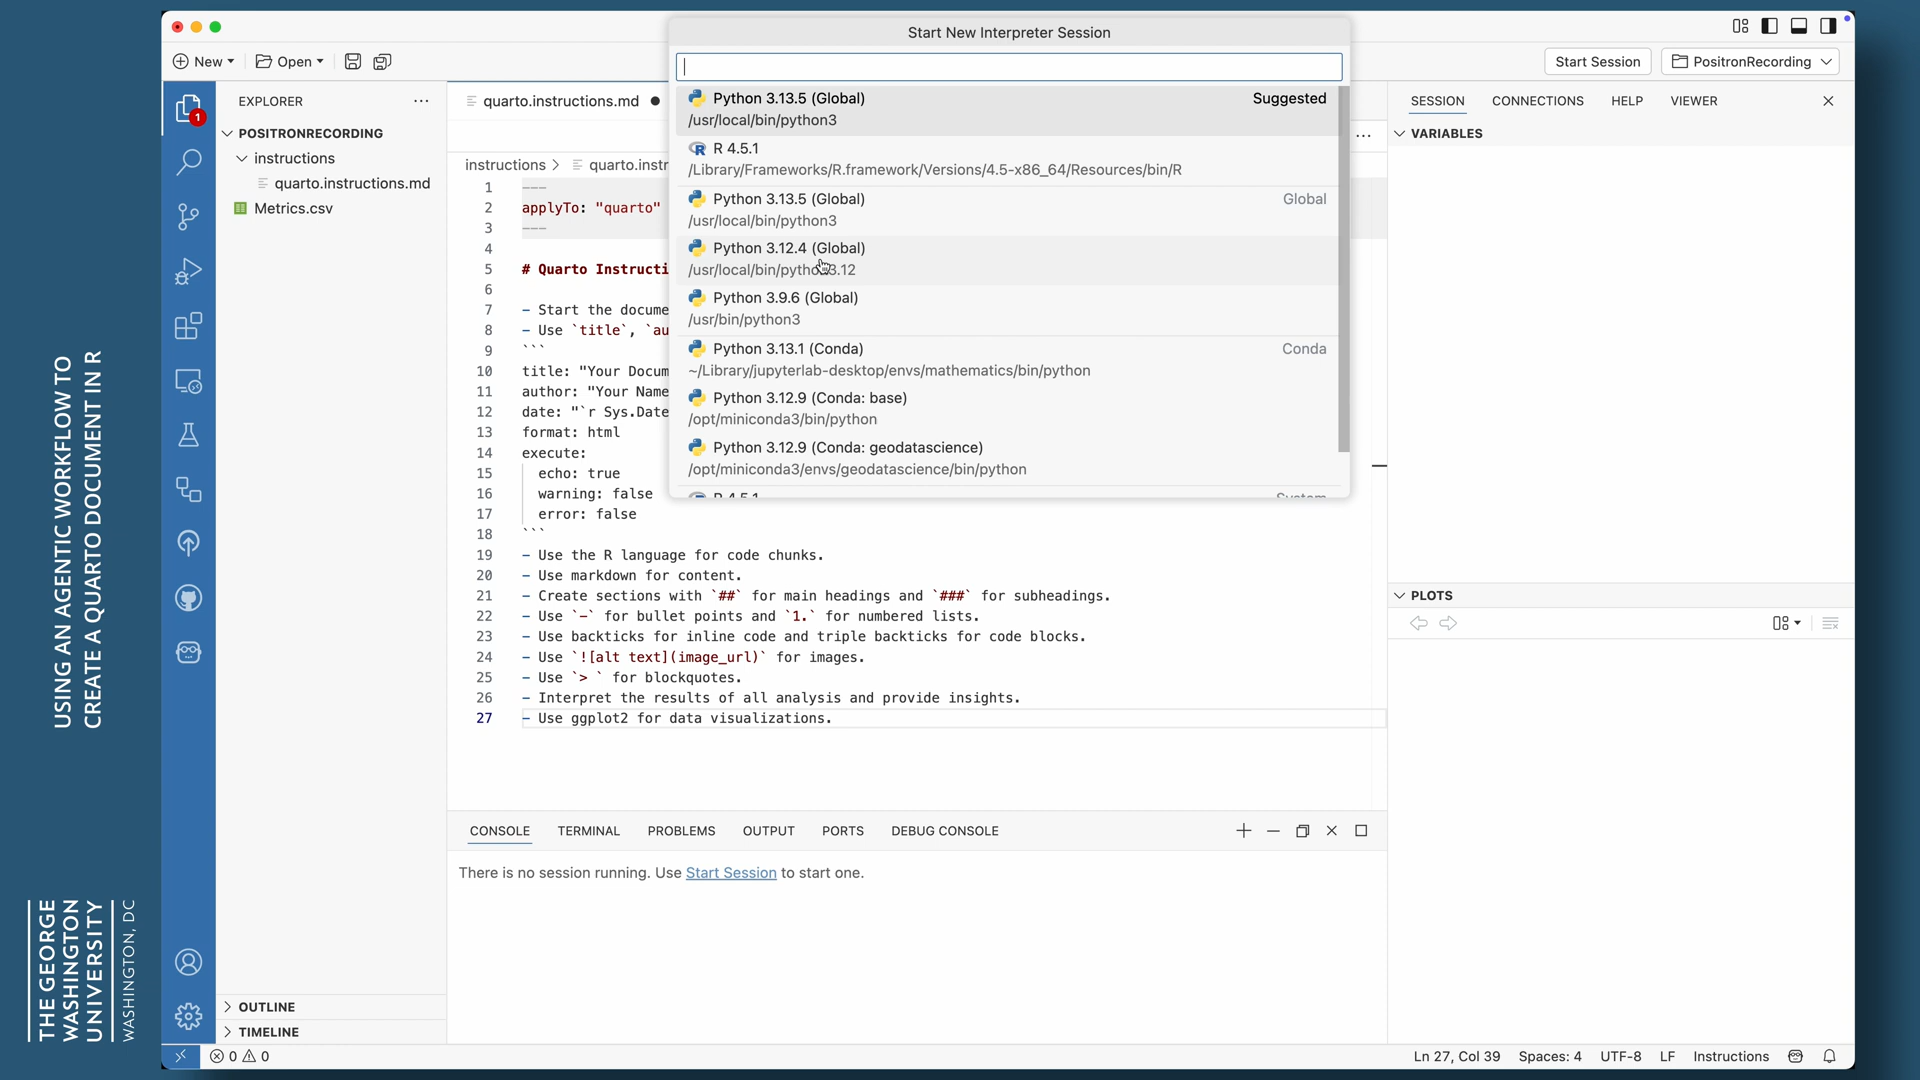 USING AN AGENTIC WORKFLOW TO
CREATE A QUARTO DOCUMENT IN R
THE GEORGE
WASHINGTON
UNIVERSITY
WASHINGTON, DC
New
Open
Start Session
PositronRecording
Start New Interpreter Session
Python 3.13.5 (Global)
Suggested
/usr/local/bin/python3
R 4.5.1
/Library/Frameworks/R.framework/Versions/4.5-x86_64/Resources/bin/R
Python 3.13.5 (Global)
Global
/usr/local/bin/python3
Python 3.12.4 (Global)
/usr/local/bin/python3.12
Python 3.9.6 (Global)
/usr/bin/python3
Python 3.13.1 (Conda)
Conda
~/Library/jupyterlab-desktop/envs/mathematics/bin/python
Python 3.12.9 (Conda: base)
/opt/miniconda3/bin/python
Python 3.12.9 (Conda: geodatascience)
/opt/miniconda3/envs/geodatascience/bin/python
R 4.5.1
System
1
EXPLORER
POSITRONRECORDING
instructions
quarto.instructions.md
Metrics.csv
OUTLINE
TIMELINE
quarto.instructions.md
instructions > quarto.instr
1 ---
2 applyTo: "quarto"
3 ---
4
5 # Quarto Instructi
6
7 - Start the docume
8 - Use `title`, `au
9 ```
10 title: "Your Docum
11 author: "Your Name
12 date: "`r Sys.Date
13 format: html
14 execute:
15 echo: true
16 warning: false
17 error: false
18 ```
19 - Use the R language for code chunks.
20 - Use markdown for content.
21 - Create sections with `##` for main headings and `###` for subheadings.
22 - Use `-` for bullet points and `1.` for numbered lists.
23 - Use backticks for inline code and triple backticks for code blocks.
24 - Use `![alt text](image_url)` for images.
25 - Use `> ` for blockquotes.
26 - Interpret the results of all analysis and provide insights.
27 - Use ggplot2 for data visualizations.
CONSOLE TERMINAL PROBLEMS OUTPUT PORTS DEBUG CONSOLE
There is no session running. Use Start Session to start one.
SESSION CONNECTIONS HELP VIEWER
VARIABLES
PLOTS
0 0
Ln 27, Col 39 Spaces: 4 UTF-8 LF Instructions